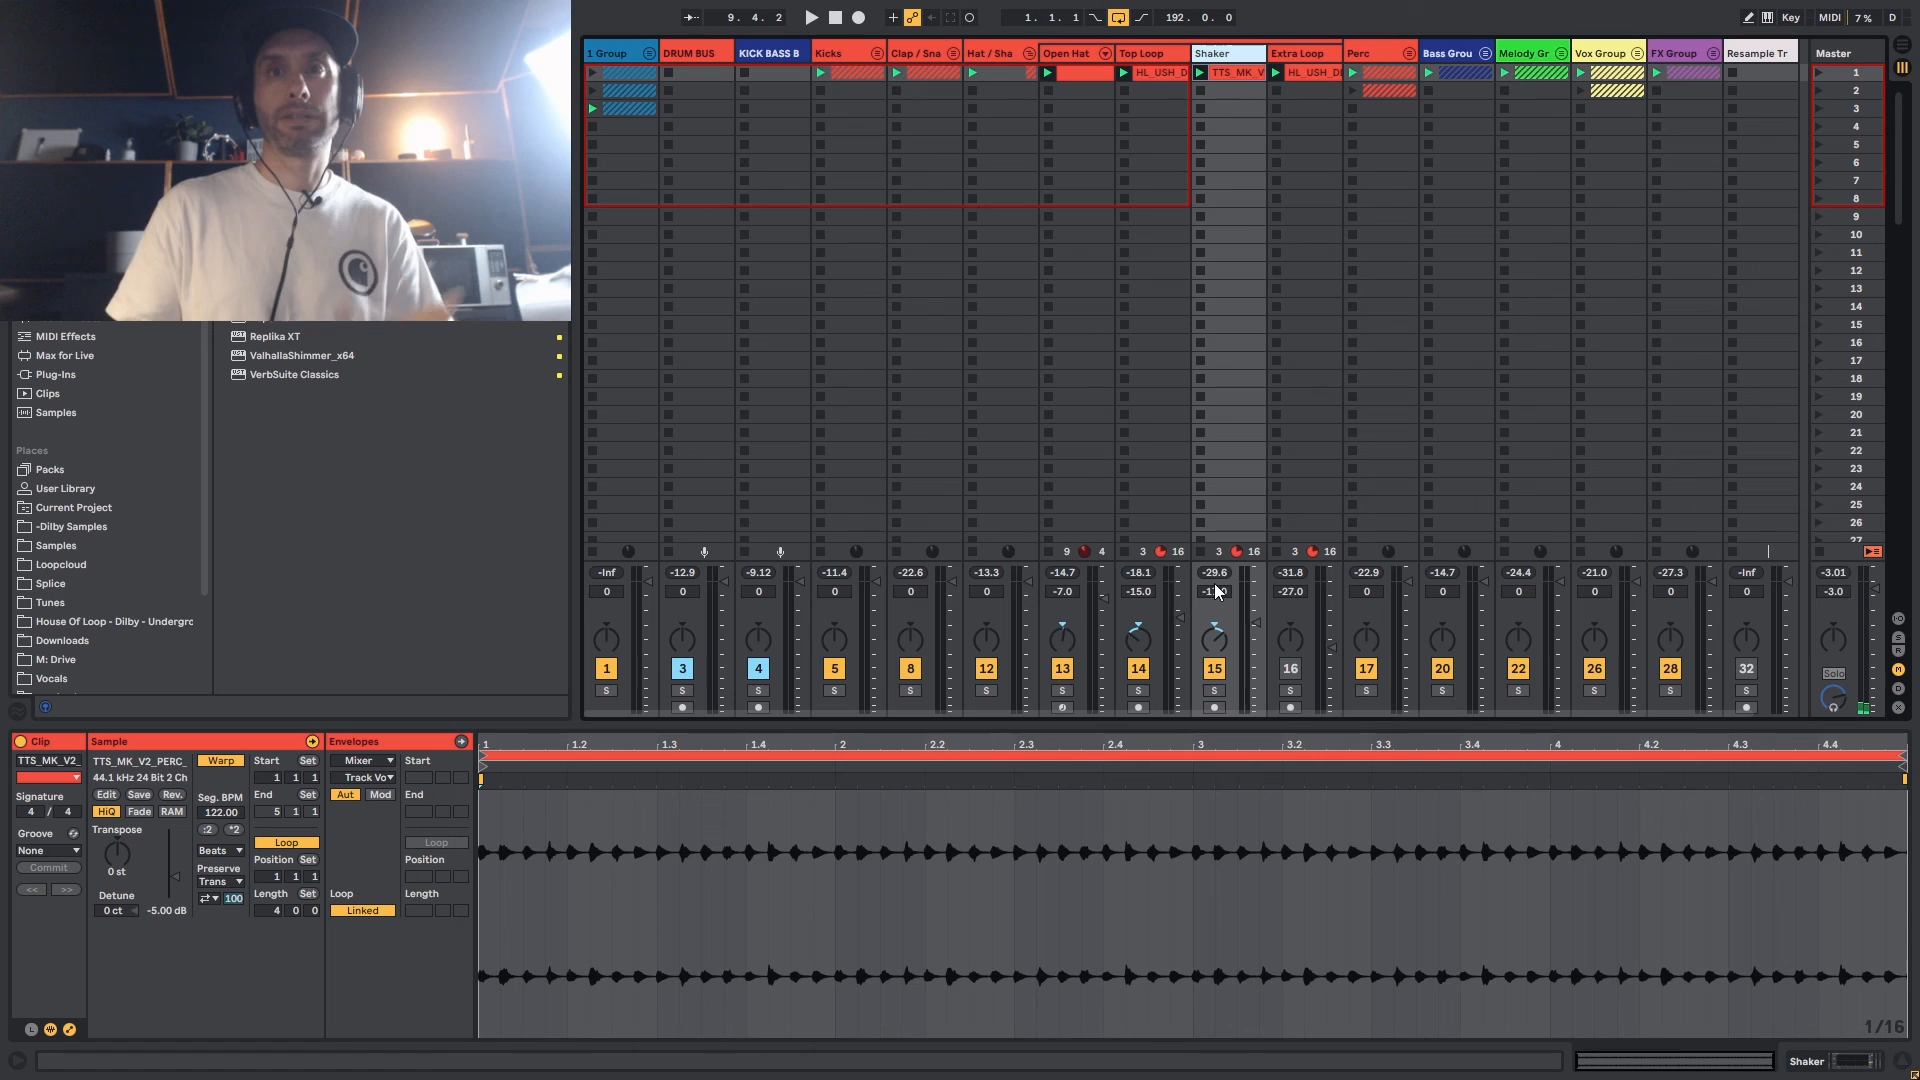 9. 4. 2
1. 1. 1
192. 0. 0
Key
MIDI
7 %
D
1 Group
DRUM BUS
KICK BASS B
Kicks
Clap / Sna
Hat / Sha
Open Hat
Top Loop
Shaker
Extra Loop
Perc
Bass Grou
Melody Gr
Vox Group
FX Group
Resample Tr
Master
HL_USH_D
TTS_MK_V
HL_USH_DI
1
2
3
4
5
6
7
8
9
10
11
12
13
14
15
16
17
18
19
20
21
22
23
24
25
26
27
MIDI Effects
Max for Live
Plug-Ins
Clips
Samples
Places
Packs
User Library
Current Project
-Dilby Samples
Samples
Loopcloud
Splice
Tunes
House Of Loop - Dilby - Undergrc
Downloads
M: Drive
Vocals
Replika XT
ValhallaShimmer_x64
VerbSuite Classics
9 4
3 16
3 16
3 16
-Inf -12.9 -9.12 -11.4 -22.6 -13.3 -14.7 -18.1 -29.6 -31.8 -22.9 -14.7 -24.4 -21.0 -27.3 -Inf -3.01
0 0 0 0 0 0 -7.0 -15.0 -27.0 0 0 0 0 0 0 -3.0
1 3 4 5 8 12 13 14 15 16 17 20 22 26 28 32
Solo
S S S S S S S S S S S S S S S S
Clip
Sample
Envelopes
TTS_MK_V2_
Signature
4 / 4
Groove
None
Commit
<< >>
TTS_MK_V2_PERC_
44.1 kHz 24 Bit 2 Ch
Edit Save Rev.
HiQ Fade RAM
Transpose
0 st
Detune
0 ct -5.00 dB
Warp
Seg. BPM
122.00
:2 *2
Beats
Preserve
Trans
100
Start Set
1 1 1
End Set
5 1 1
Loop
Position Set
1 1 1
Length Set
4 0 0
Mixer
Track Vo
Aut Mod
Loop
Linked
Start
End
Loop
Position
Length
1 1.2 1.3 1.4 2 2.2 2.3 2.4 3 3.2 3.3 3.4 4 4.2 4.3 4.4
1/16
Shaker